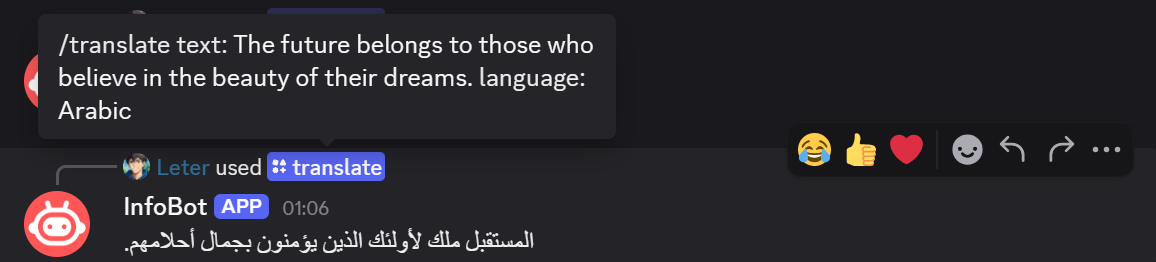 /translate text: The future belongs to those who
believe in the beauty of their dreams. language:
Arabic
Leter used translate
InfoBot APP 01:06
المستقبل ملك لأولئك الذين يؤمنون بجمال أحلامهم.